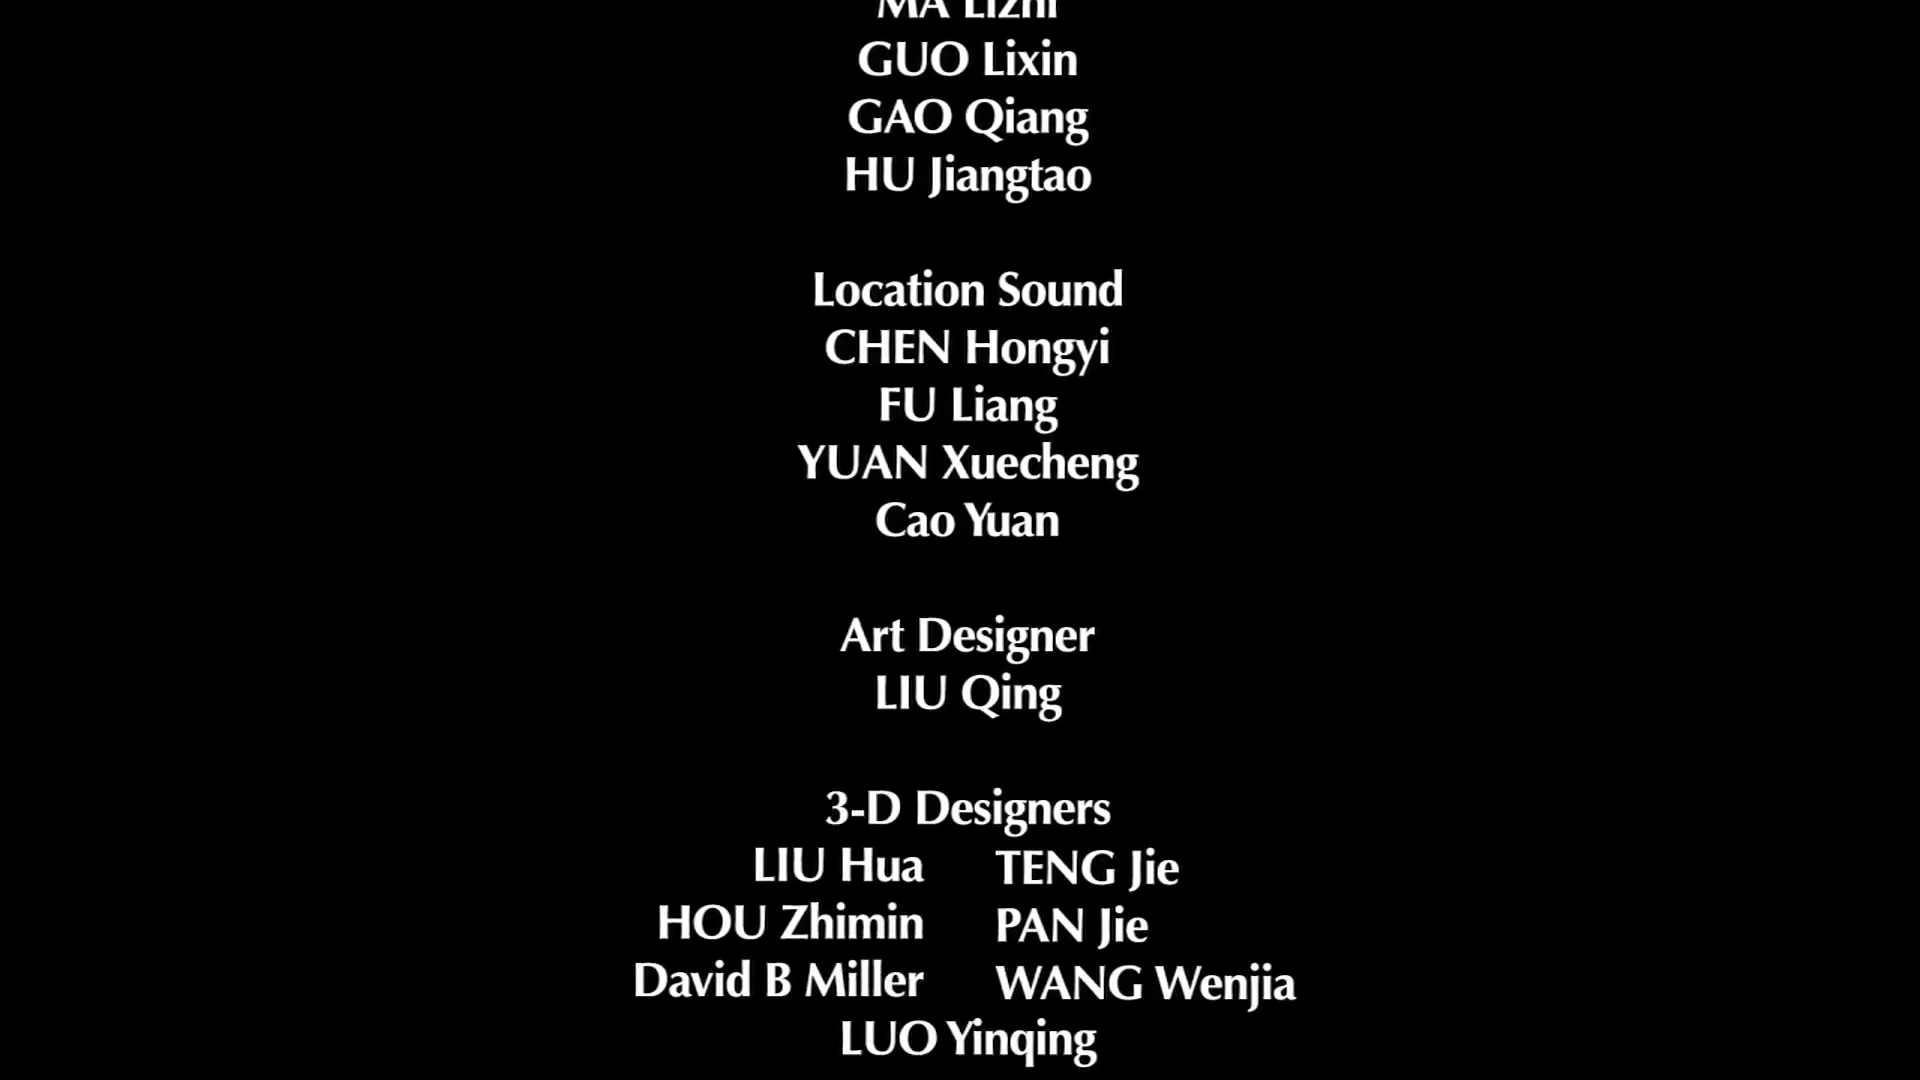 MA Lizhi
GUO Lixin
GAO Qiang
HU Jiangtao
Location Sound
CHEN Hongyi
FU Liang
YUAN Xuecheng
Cao Yuan
Art Designer
LIU Qing
3-D Designers
LIU Hua TENG Jie
HOU Zhimin PAN Jie
David B Miller WANG Wenjia
LUO Yinqing